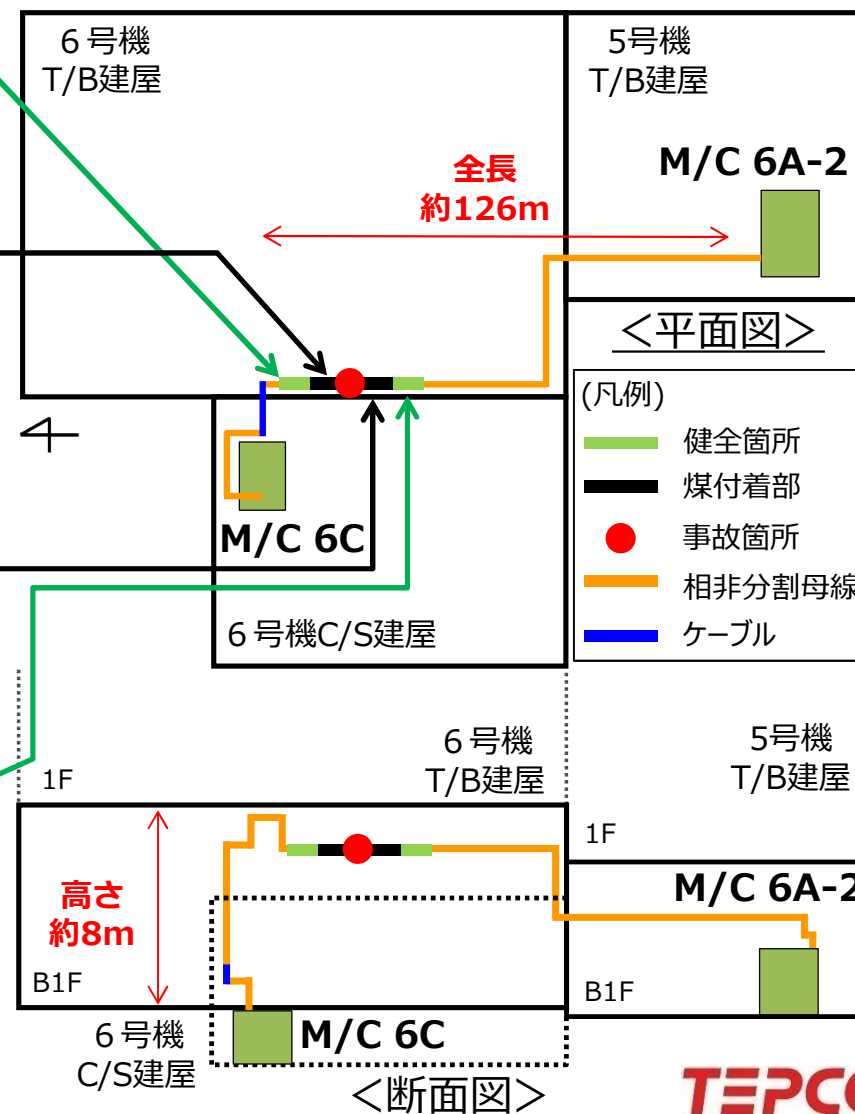 ６号機
T/B建屋
5号機
T/B建屋
M/C 6A-2
全長
約126m
＜平面図＞
(凡例)
健全箇所
煤付着部
事故箇所
相非分割母線
ケーブル
M/C 6C
６号機C/S建屋
６号機
T/B建屋
5号機
T/B建屋
1F
1F
高さ
約8m
M/C 6A-2
B1F
B1F
６号機
C/S建屋
M/C 6C
＜断面図＞
TEPCO